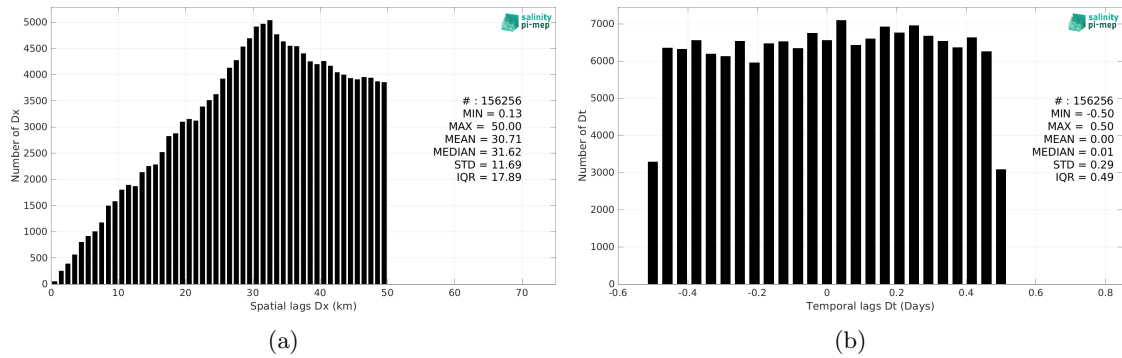 salinity
pi-mep
Number of Dx
5000
4500
4000
3500
3000
2500
2000
1500
1000
500
0
# : 156256
MIN = 0.13
MAX = 50.00
MEAN = 30.71
MEDIAN = 31.62
STD = 11.69
IQR = 17.89
0 10 20 30 40 50 60 70
Spatial lags Dx (km)
(a)
salinity
pi-mep
Number of Dt
7000
6000
5000
4000
3000
2000
1000
0
# : 156256
MIN = -0.50
MAX = 0.50
MEAN = 0.00
MEDIAN = 0.01
STD = 0.29
IQR = 0.49
-0.6 -0.4 -0.2 0 0.2 0.4 0.6 0.8
Temporal lags Dt (Days)
(b)